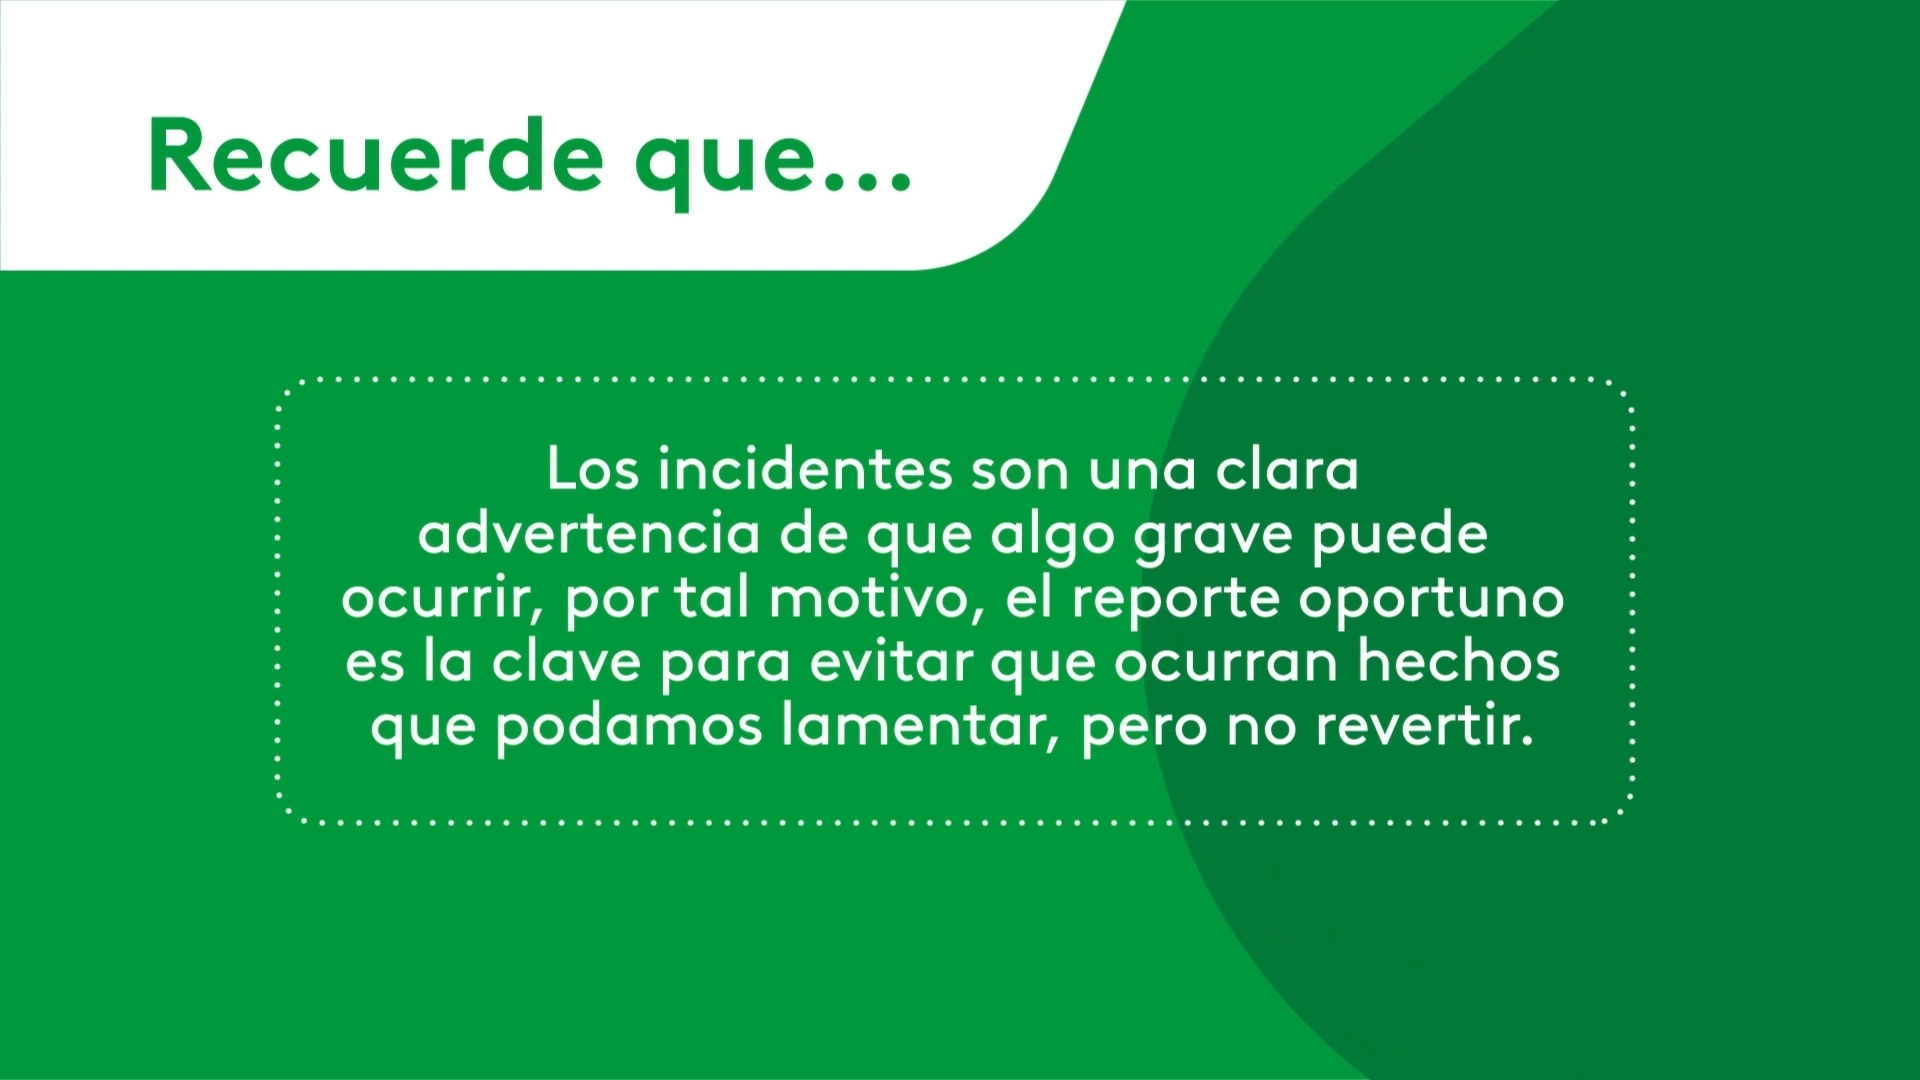 Recuerde que...
Los incidentes son una clara
advertencia de que algo grave puede
ocurrir, por tal motivo, el reporte oportuno
es la clave para evitar que ocurran hechos
que podamos lamentar, pero no revertir.